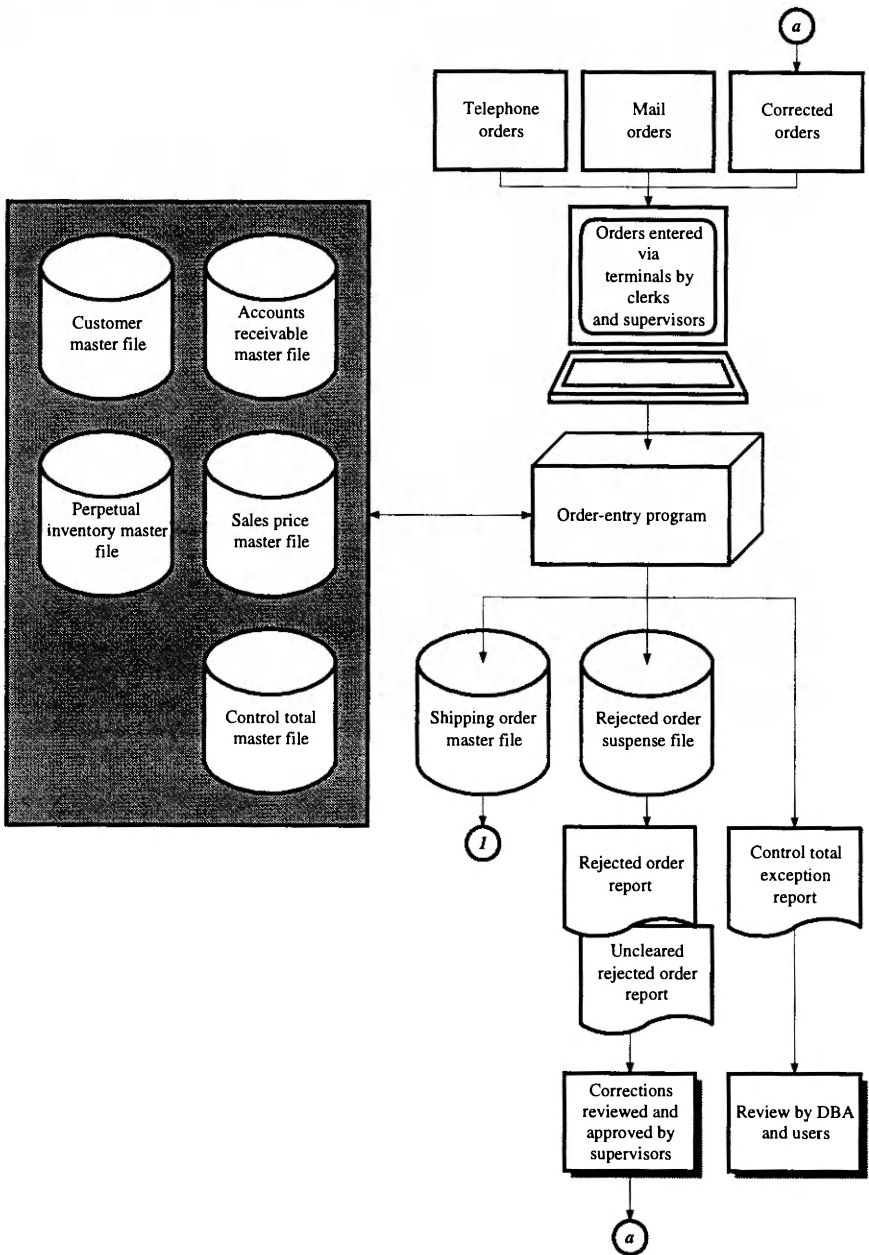 a
Telephone
orders
Mail
orders
Corrected
orders
Orders entered
via
terminals by
clerks
and supervisors
Customer
master file
Accounts
receivable
master file
Perpetual
inventory master
file
Sales price
master file
Control total
master file
Order-entry program
Shipping order
master file
Rejected order
suspense file
1
Rejected order
report
Uncleared
rejected order
report
Control total
exception
report
Corrections
reviewed and
approved by
supervisors
Review by DBA
and users
a